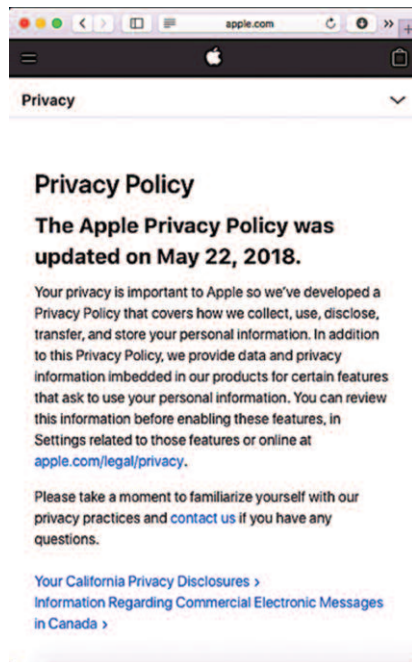 apple.com
Privacy
Privacy Policy
The Apple Privacy Policy was
updated on May 22, 2018.
Your privacy is important to Apple so we've developed a
Privacy Policy that covers how we collect, use, disclose,
transfer, and store your personal information. In addition
to this Privacy Policy, we provide data and privacy
information imbedded in our products for certain features
that ask to use your personal information. You can review
this information before enabling these features, in
Settings related to those features or online at
apple.com/legal/privacy.
Please take a moment to familiarize yourself with our
privacy practices and contact us if you have any
questions.
Your California Privacy Disclosures >
Information Regarding Commercial Electronic Messages
in Canada >